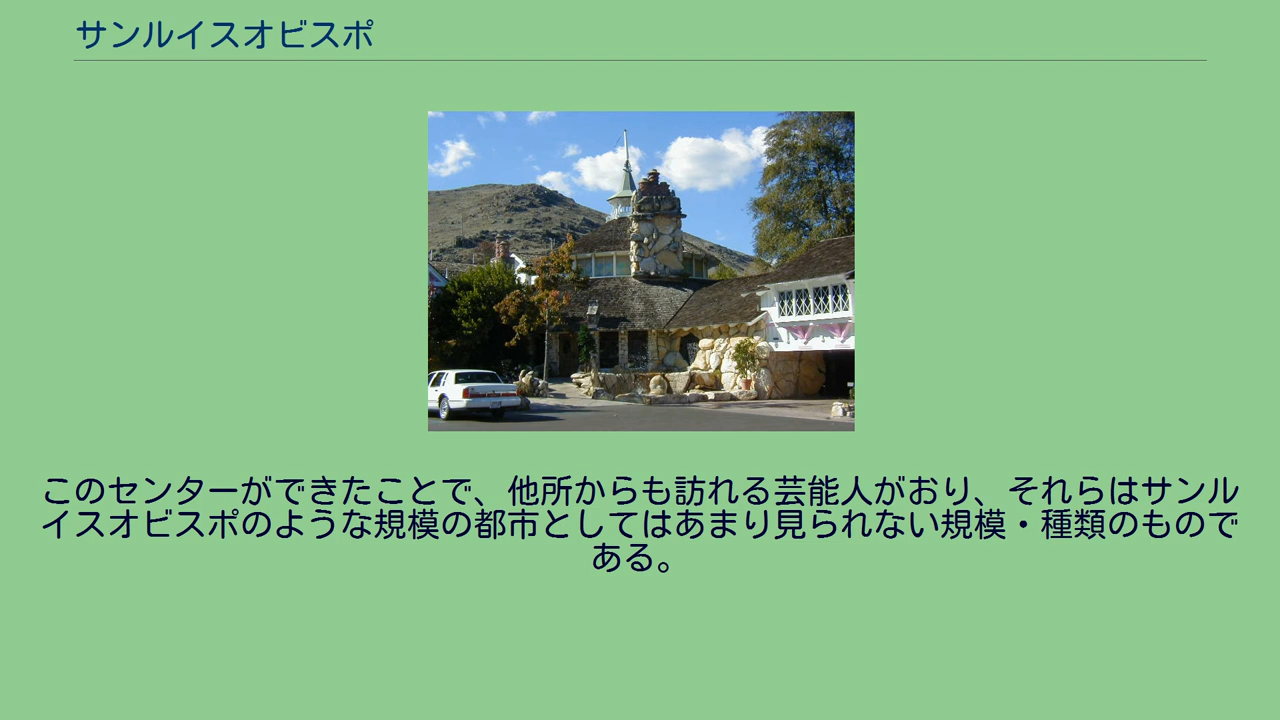 サンルイスオビスポ
このセンターができたことで、他所からも訪れる芸能人がおり、それらはサンル
イスオビスポのような規模の都市としてはあまり見られない規模・種類のもので
ある。